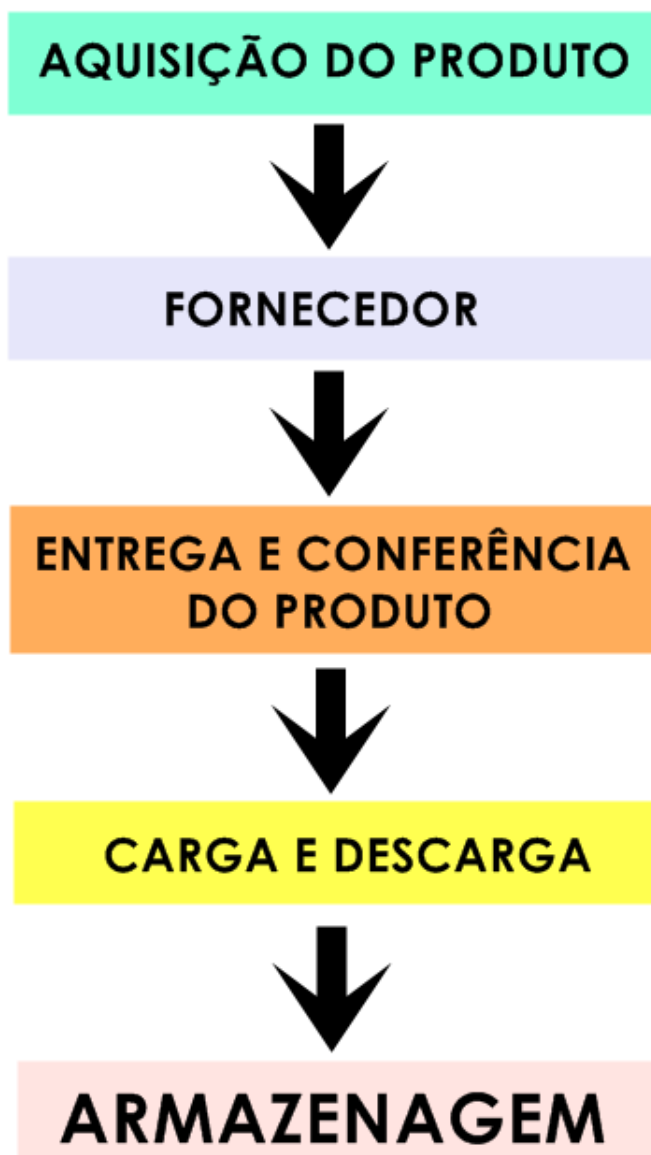 AQUISIÇÃO DO PRODUTO
FORNECEDOR
ENTREGA E CONFERÊNCIA
DO PRODUTO
CARGA E DESCARGA
ARMAZENAGEM